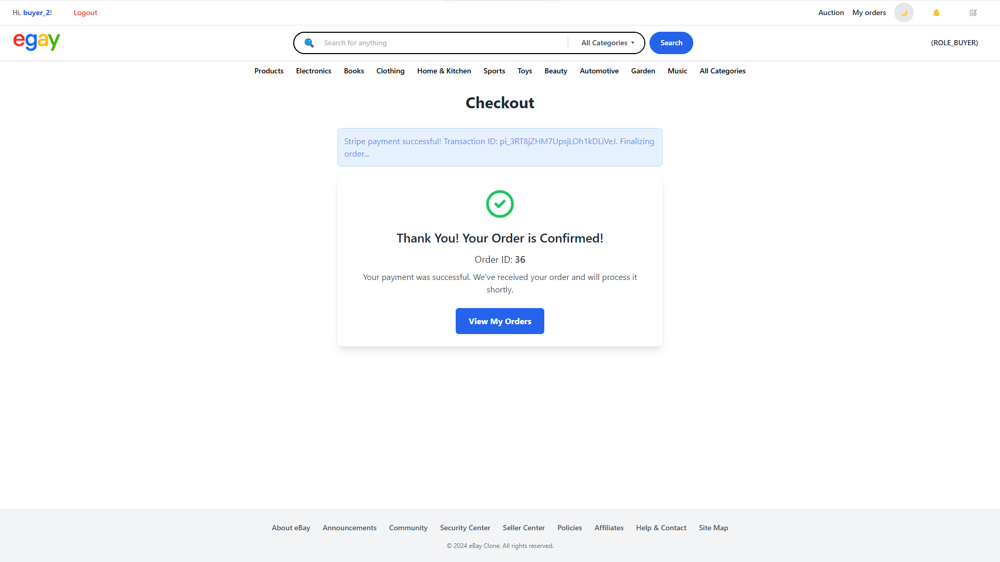 Hi, buyer_2!
Logout
Auction
My orders
egay
Search for anything
All Categories ▾
Search
(ROLE_BUYER)
Products
Electronics
Books
Clothing
Home & Kitchen
Sports
Toys
Beauty
Automotive
Garden
Music
All Categories
Checkout
Stripe payment successful! Transaction ID: pi_3RT8jZHM7UpsjLOh1kDLiVeJ. Finalizing
order...
Thank You! Your Order is Confirmed!
Order ID: 36
Your payment was successful. We've received your order and will process it
shortly.
View My Orders
About eBay
Announcements
Community
Security Center
Seller Center
Policies
Affiliates
Help & Contact
Site Map
© 2024 eBay Clone. All rights reserved.